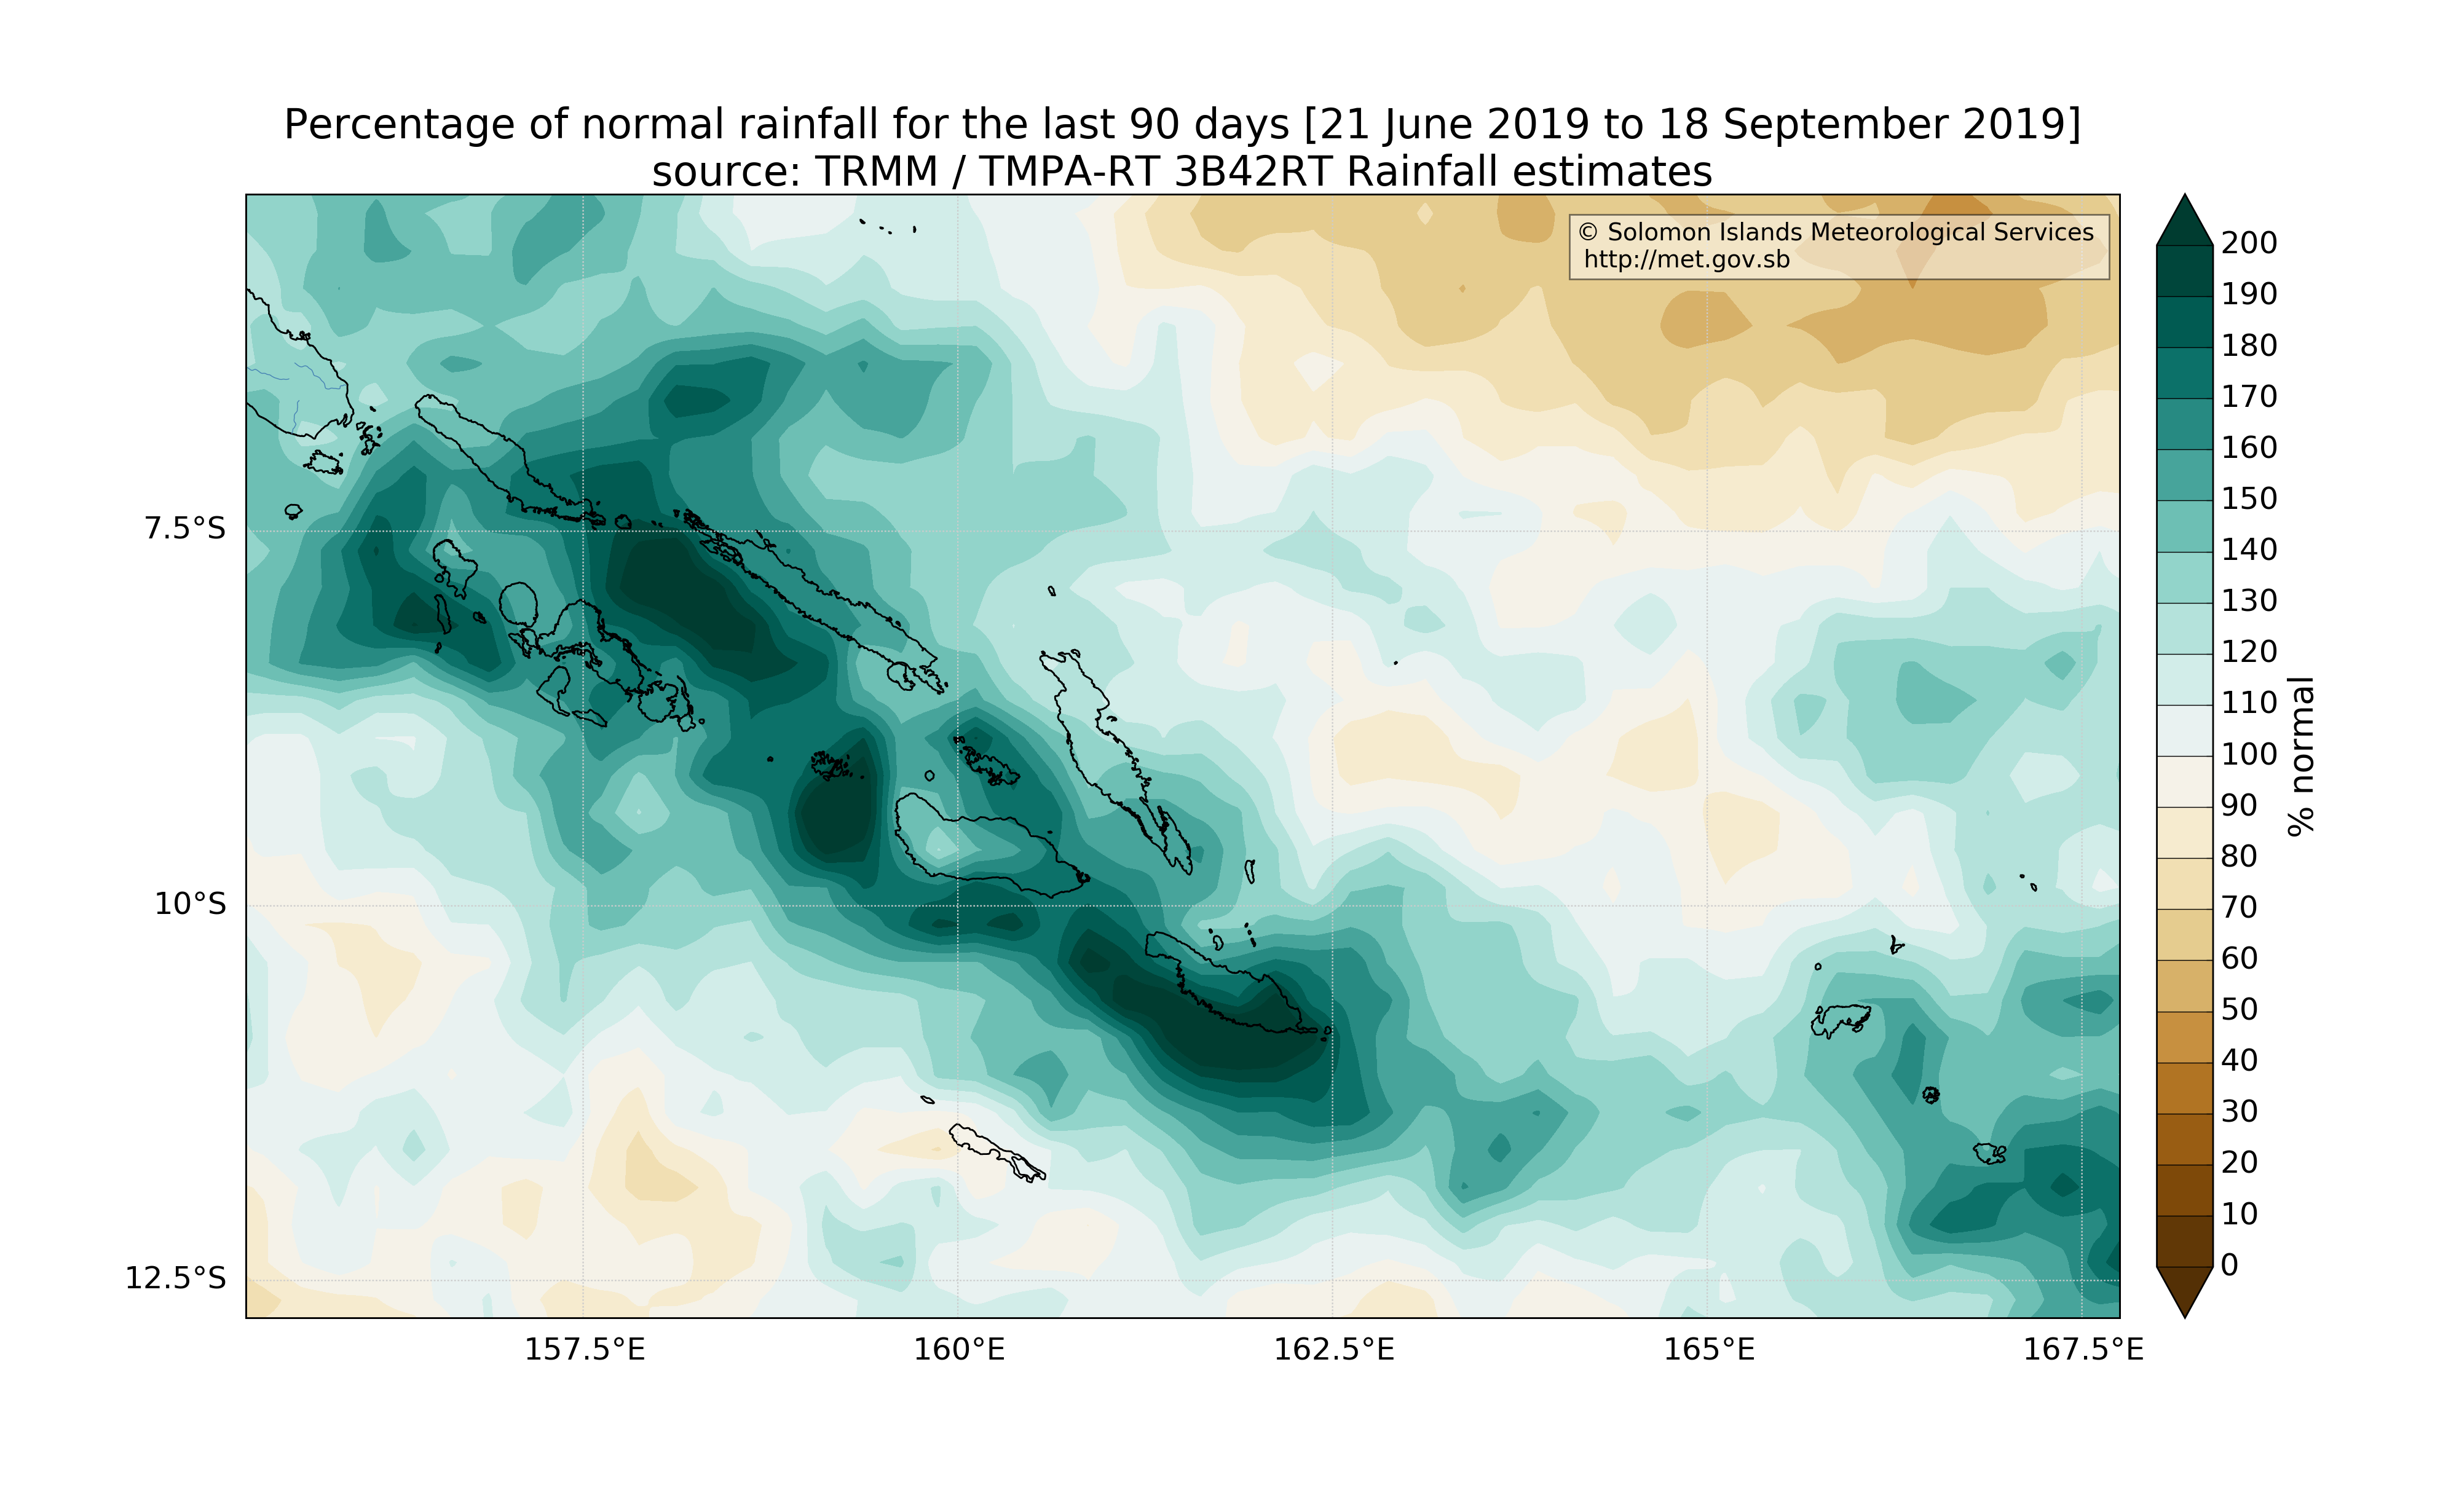 Percentage of normal rainfall for the last 90 days [21 June 2019 to 18 September 2019]
source: TRMM / TMPA-RT 3B42RT Rainfall estimates
© Solomon Islands Meteorological Services
http://met.gov.sb
7.5°S
10°S
12.5°S
157.5°E
160°E
162.5°E
165°E
167.5°E
200
190
180
170
160
150
140
130
120
110
100
90
80
70
60
50
40
30
20
10
0
% normal